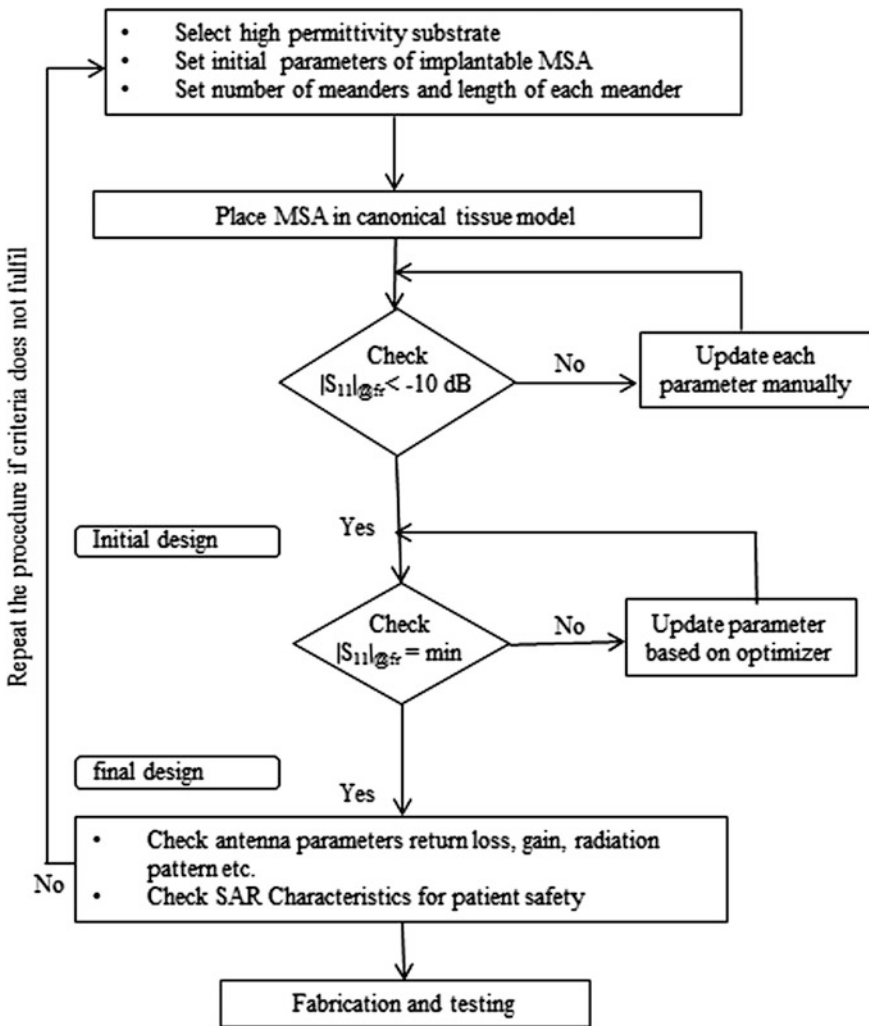 • Select high permittivity substrate
• Set initial parameters of implantable MSA
• Set number of meanders and length of each meander
Place MSA in canonical tissue model
Check
|S₁₁|@fr< -10 dB
No
Update each
parameter manually
Yes
Initial design
Check
|S₁₁|@fr = min
No
Update parameter
based on optimizer
final design
Yes
• Check antenna parameters return loss, gain, radiation
pattern etc.
• Check SAR Characteristics for patient safety
No
Repeat the procedure if criteria does not fulfil
Fabrication and testing